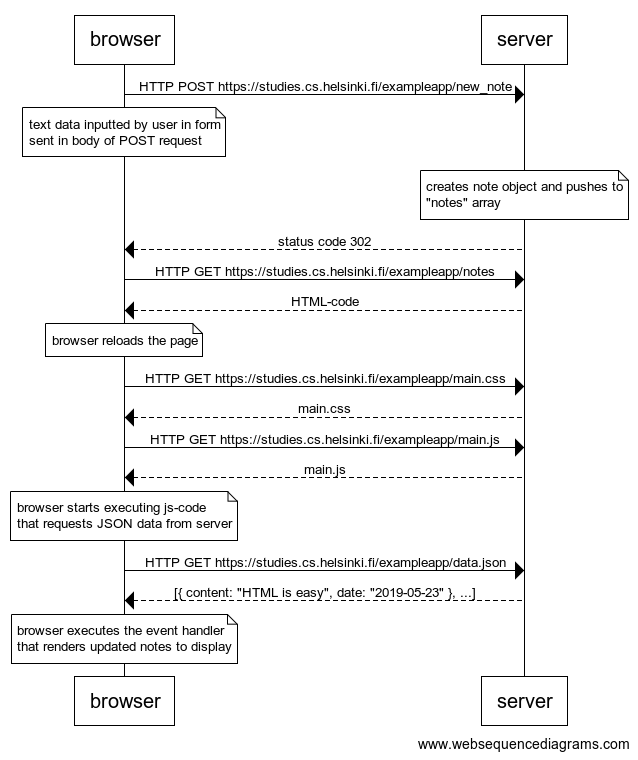 browser
server
HTTP POST https://studies.cs.helsinki.fi/exampleapp/new_note
text data inputted by user in form
sent in body of POST request
creates note object and pushes to
"notes" array
status code 302
HTTP GET https://studies.cs.helsinki.fi/exampleapp/notes
HTML-code
browser reloads the page
HTTP GET https://studies.cs.helsinki.fi/exampleapp/main.css
main.css
HTTP GET https://studies.cs.helsinki.fi/exampleapp/main.js
main.js
browser starts executing js-code
that requests JSON data from server
HTTP GET https://studies.cs.helsinki.fi/exampleapp/data.json
[{ content: "HTML is easy", date: "2019-05-23" }, ...]
browser executes the event handler
that renders updated notes to display
browser
server
www.websequencediagrams.com